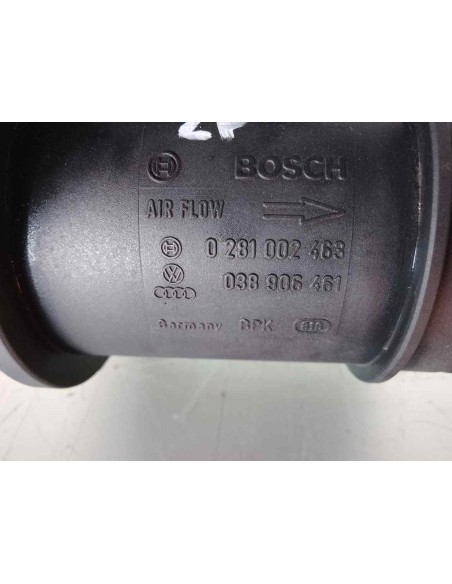 BOSCH
AIR FLOW
0 281 002 463
038 906 461
Germany BPK